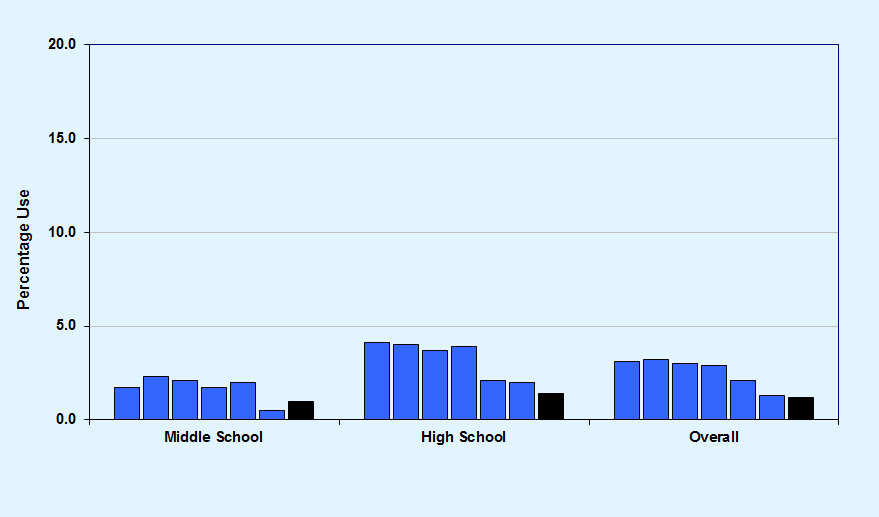 20.0
15.0
10.0
5.0
0.0
Percentage Use
Middle School
High School
Overall